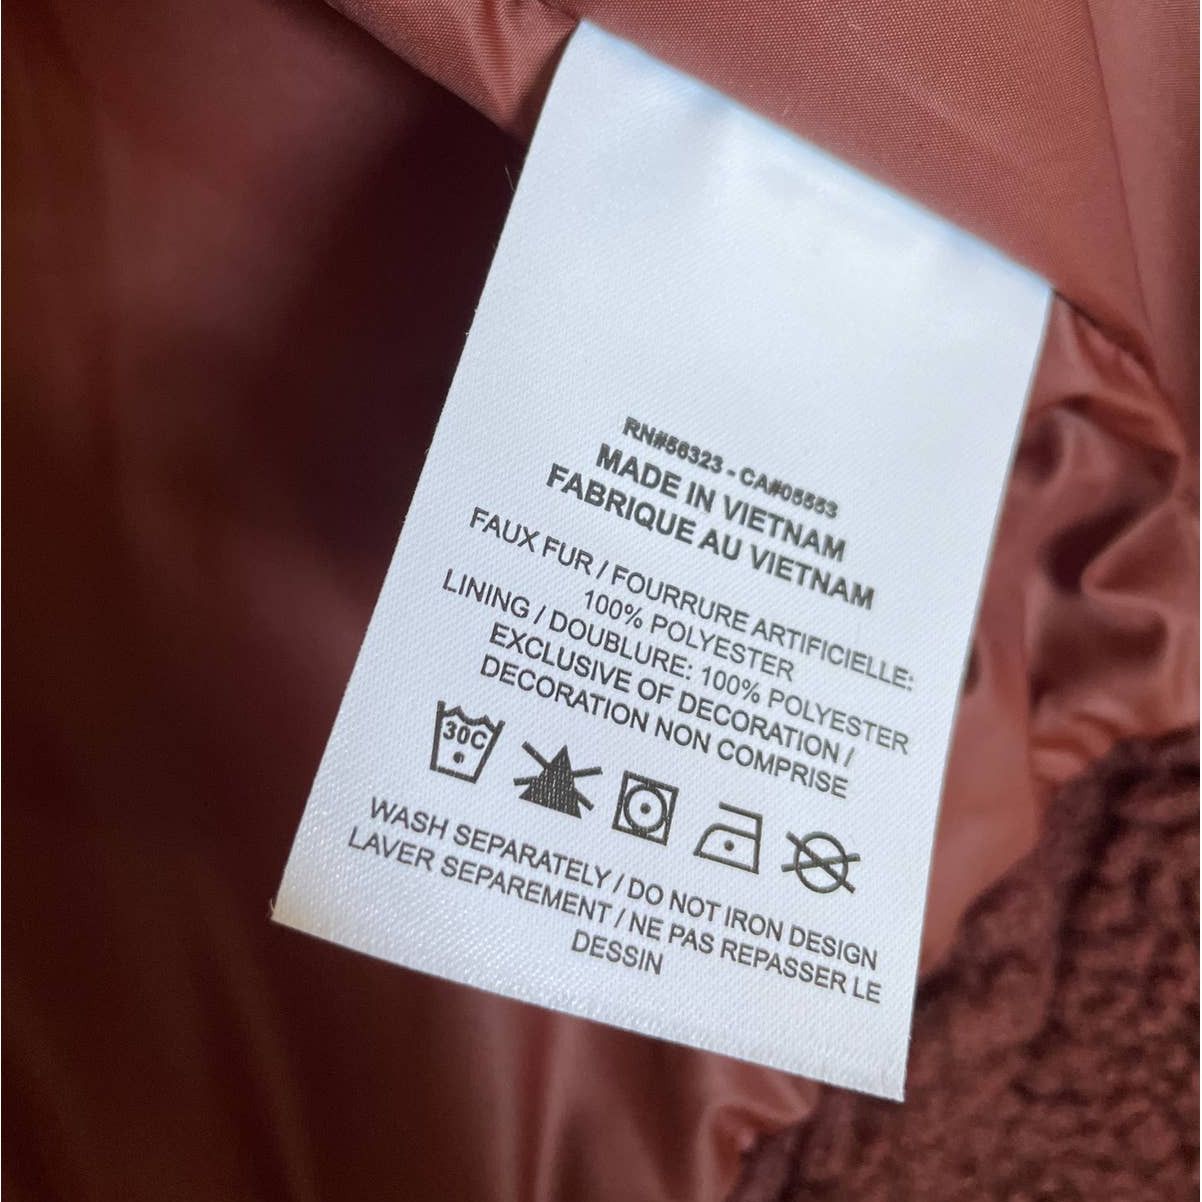 RN#56323 - CA#05553
MADE IN VIETNAM
FABRIQUE AU VIETNAM
FAUX FUR / FOURRURE ARTIFICIELLE:
100% POLYESTER
LINING / DOUBLURE: 100% POLYESTER
EXCLUSIVE OF DECORATION /
DECORATION NON COMPRISE
30C
WASH SEPARATELY / DO NOT IRON DESIGN
LAVER SEPAREMENT / NE PAS REPASSER LE
DESSIN